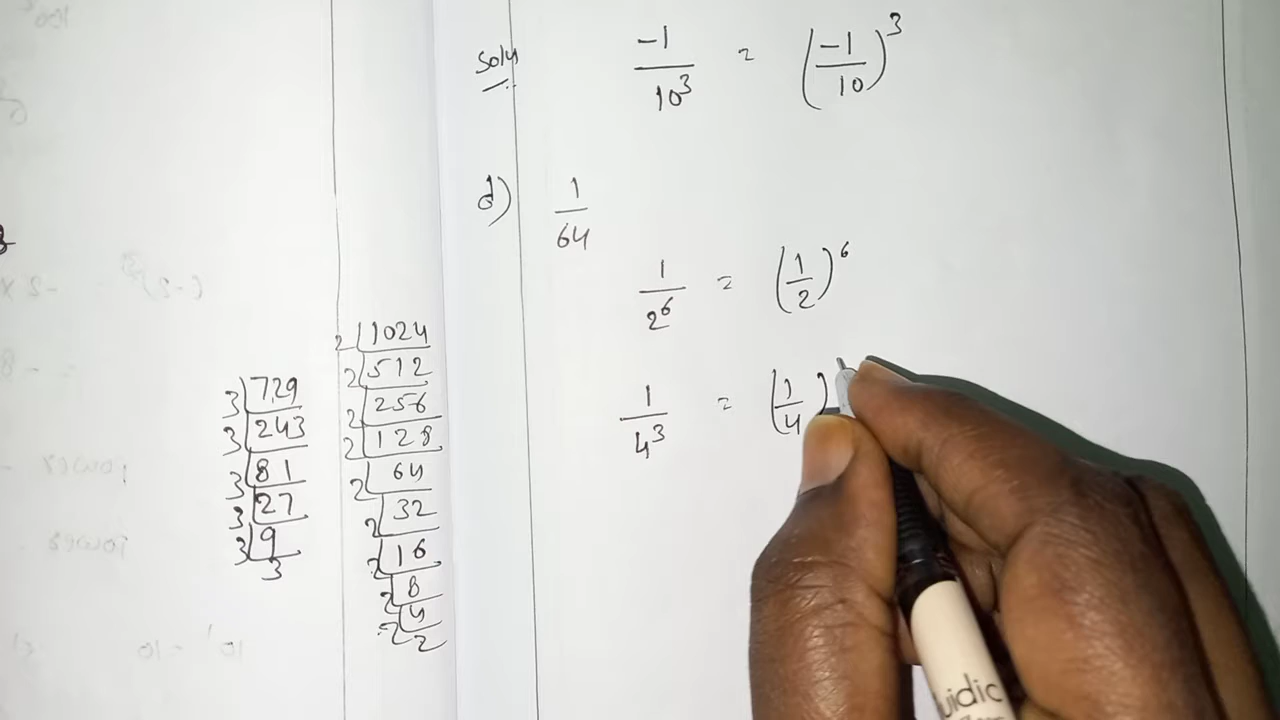 Soln
-1/10³ = (-1/10)³
d) 1/64
1/2⁶ = (1/2)⁶
1/4³ = (1/4)
3 729
3 243
3 81
3 27
3 9
3
2 1024
2 512
2 256
2 128
2 64
2 32
2 16
2 8
2 4
2
uidic